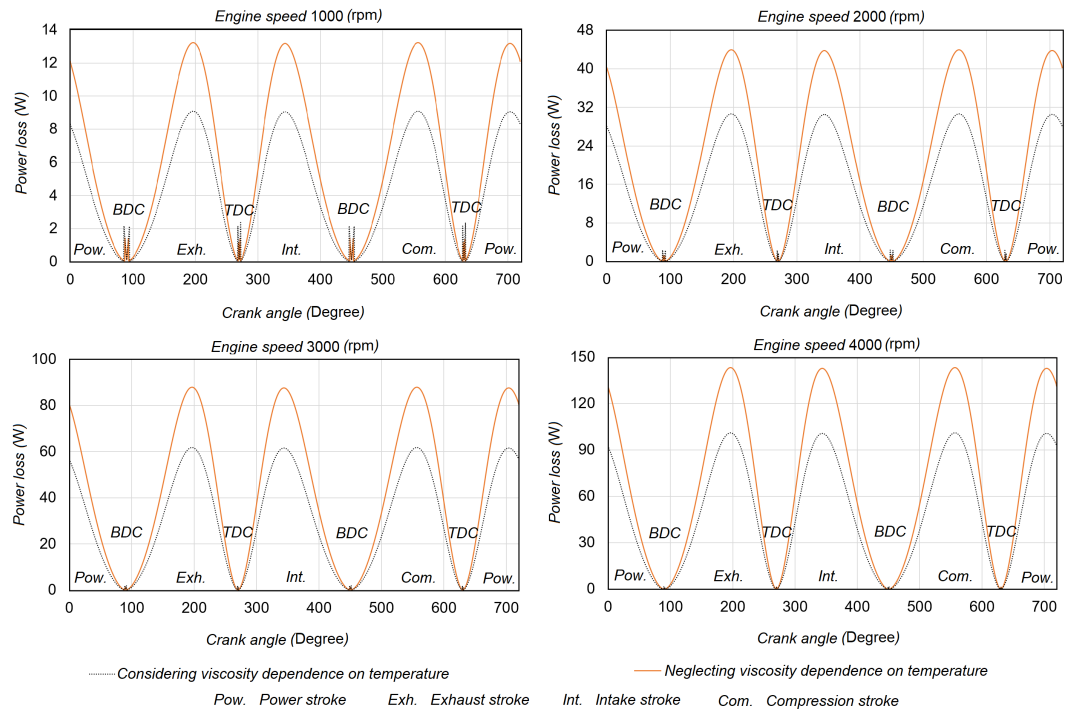 Engine speed 1000 (rpm)
14
12
10
8
6
4
2
0
Power loss (W)
BDC
TDC
BDC
TDC
Pow.
Exh.
Int.
Com.
Pow.
0 100 200 300 400 500 600 700
Crank angle (Degree)
Engine speed 2000 (rpm)
48
40
32
24
16
8
0
Power loss (W)
BDC
TDC
BDC
TDC
Pow.
Exh.
Int.
Com.
Pow.
0 100 200 300 400 500 600 700
Crank angle (Degree)
Engine speed 3000 (rpm)
100
80
60
40
20
0
Power loss (W)
BDC
TDC
BDC
TDC
Pow.
Exh.
Int.
Com.
Pow.
0 100 200 300 400 500 600 700
Crank angle (Degree)
Engine speed 4000 (rpm)
150
120
90
60
30
0
Power loss (W)
BDC
TDC
BDC
TDC
Pow.
Exh.
Int.
Com.
Pow.
0 100 200 300 400 500 600 700
Crank angle (Degree)
Considering viscosity dependence on temperature
Neglecting viscosity dependence on temperature
Pow. Power stroke Exh. Exhaust stroke Int. Intake stroke Com. Compression stroke